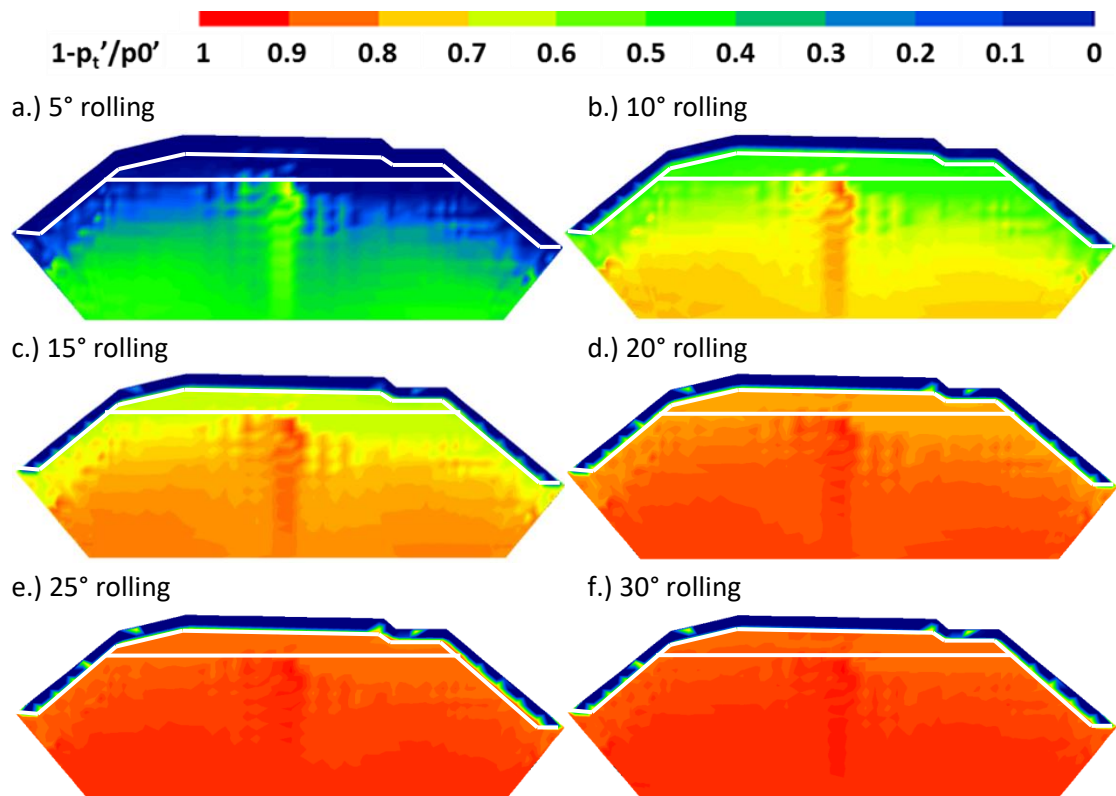 1-pt'/p0' 1 0.9 0.8 0.7 0.6 0.5 0.4 0.3 0.2 0.1 0
a.) 5° rolling b.) 10° rolling
c.) 15° rolling d.) 20° rolling
e.) 25° rolling f.) 30° rolling